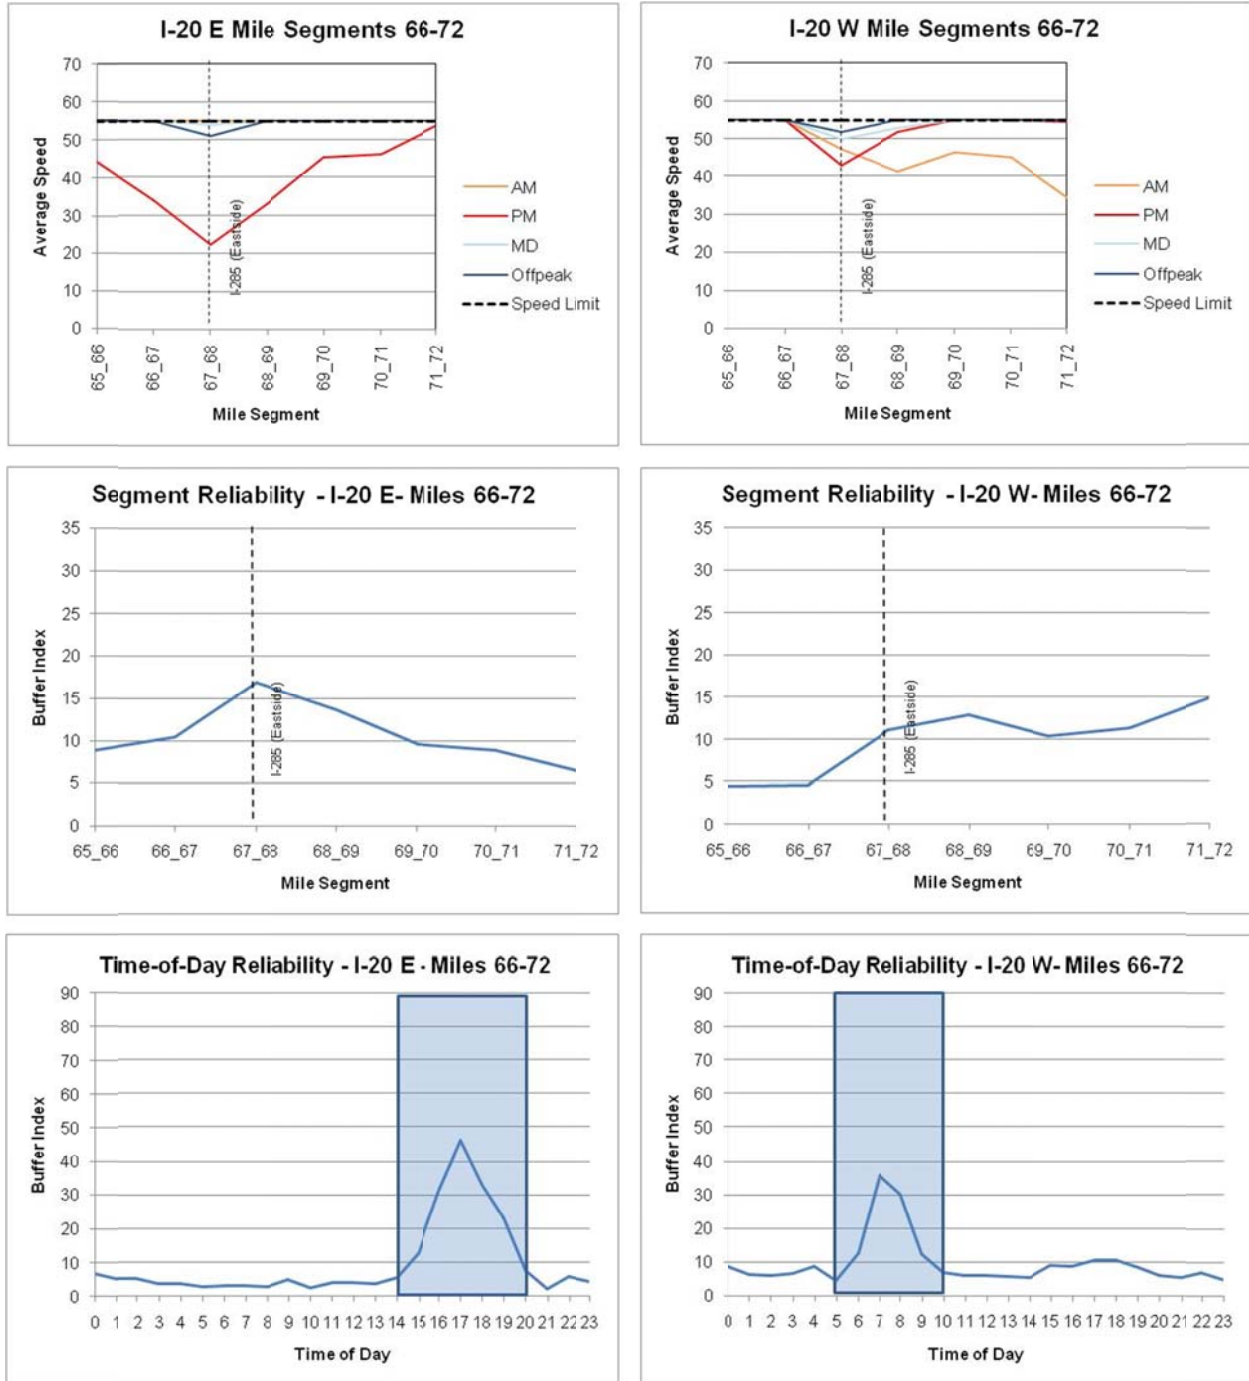 I-20 E Mile Segments 66-72
70
60
50
40
30
20
10
0
Average Speed
I-285 (Eastside)
65_66
66_67
67_68
68_69
69_70
70_71
71_72
Mile Segment
AM
PM
MD
Offpeak
Speed Limit
I-20 W Mile Segments 66-72
70
60
50
40
30
20
10
0
Average Speed
I-285 (Eastside)
65_66
66_67
67_68
68_69
69_70
70_71
71_72
Mile Segment
AM
PM
MD
Offpeak
Speed Limit
Segment Reliability - I-20 E- Miles 66-72
35
30
25
20
15
10
5
0
Buffer Index
I-285 (Eastside)
65_66 66_67 67_68 68_69 69_70 70_71 71_72
Mile Segment
Segment Reliability - I-20 W- Miles 66-72
35
30
25
20
15
10
5
0
Buffer Index
I-285 (Eastside)
65_66 66_67 67_68 68_69 69_70 70_71 71_72
Mile Segment
Time-of-Day Reliability - I-20 E - Miles 66-72
90
80
70
60
50
40
30
20
10
0
Buffer Index
0 1 2 3 4 5 6 7 8 9 10 11 12 13 14 15 16 17 18 19 20 21 22 23
Time of Day
Time-of-Day Reliability - I-20 W- Miles 66-72
90
80
70
60
50
40
30
20
10
0
Buffer Index
0 1 2 3 4 5 6 7 8 9 10 11 12 13 14 15 16 17 18 19 20 21 22 23
Time of Day